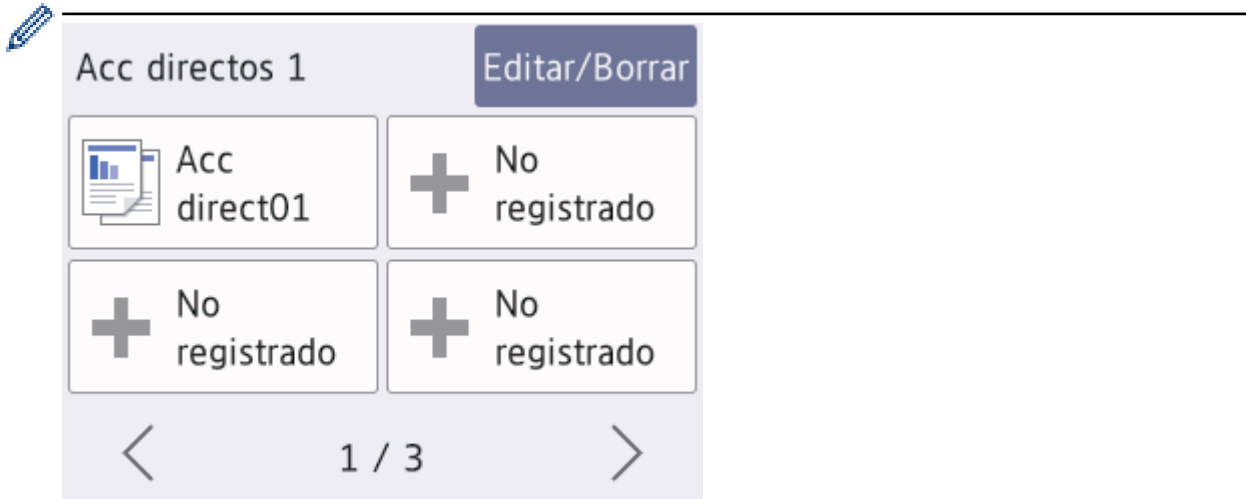 Acc directos 1 Editar/Borrar
Acc
direct01
No
registrado
No
registrado
No
registrado
1 / 3